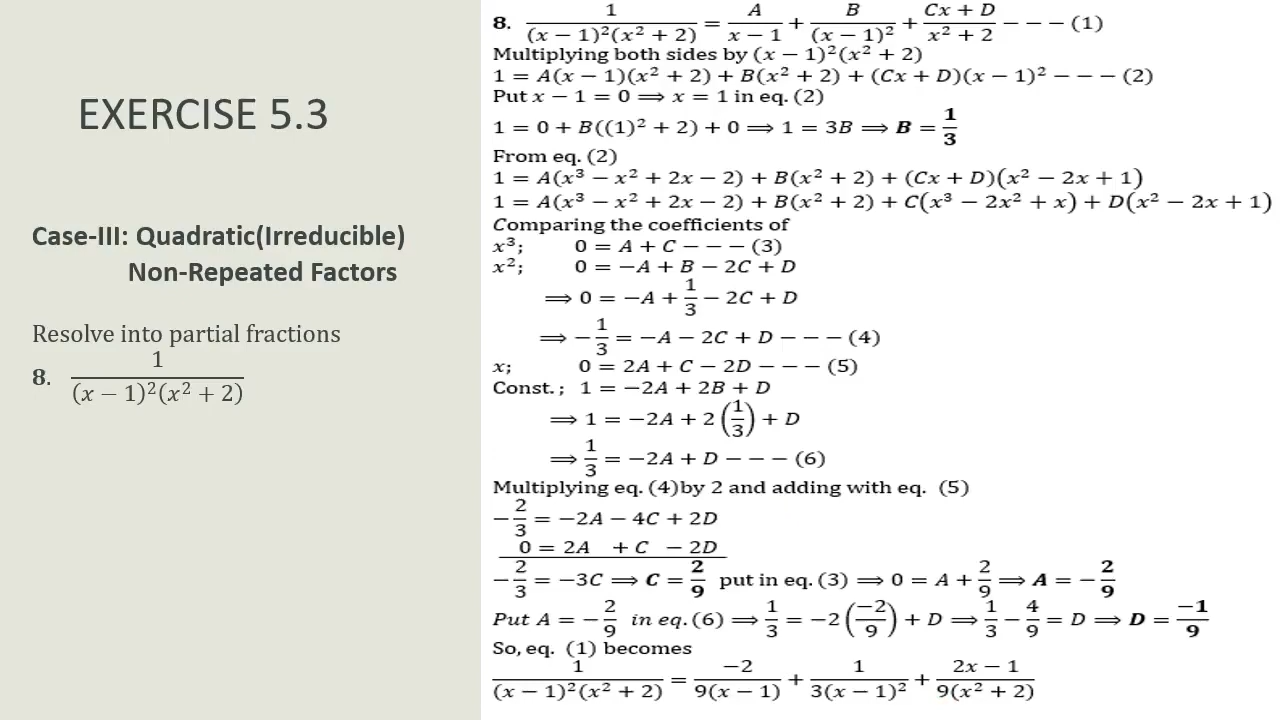 EXERCISE 5.3
Case-III: Quadratic(Irreducible)
Non-Repeated Factors
Resolve into partial fractions
8. 1/((x − 1)²(x² + 2))
8. 1/((x − 1)²(x² + 2)) = A/(x − 1) + B/(x − 1)² + (Cx + D)/(x² + 2) − − − (1)
Multiplying both sides by (x − 1)²(x² + 2)
1 = A(x − 1)(x² + 2) + B(x² + 2) + (Cx + D)(x − 1)² − − − (2)
Put x − 1 = 0 ⟹ x = 1 in eq. (2)
1 = 0 + B((1)² + 2) + 0 ⟹ 1 = 3B ⟹ B = 1/3
From eq. (2)
1 = A(x³ − x² + 2x − 2) + B(x² + 2) + (Cx + D)(x² − 2x + 1)
1 = A(x³ − x² + 2x − 2) + B(x² + 2) + C(x³ − 2x² + x) + D(x² − 2x + 1)
Comparing the coefficients of
x³; 0 = A + C − − − (3)
x²; 0 = −A + B − 2C + D
⟹ 0 = −A + 1/3 − 2C + D
⟹ −1/3 = −A − 2C + D − − − (4)
x; 0 = 2A + C − 2D − − − (5)
Const.; 1 = −2A + 2B + D
⟹ 1 = −2A + 2(1/3) + D
⟹ 1/3 = −2A + D − − − (6)
Multiplying eq. (4)by 2 and adding with eq. (5)
−2/3 = −2A − 4C + 2D
0 = 2A + C − 2D
−2/3 = −3C ⟹ C = 2/9 put in eq. (3) ⟹ 0 = A + 2/9 ⟹ A = −2/9
Put A = −2/9 in eq. (6) ⟹ 1/3 = −2(−2/9) + D ⟹ 1/3 − 4/9 = D ⟹ D = −1/9
So, eq. (1) becomes
1/((x − 1)²(x² + 2)) = −2/(9(x − 1)) + 1/(3(x − 1)²) + (2x − 1)/(9(x² + 2))